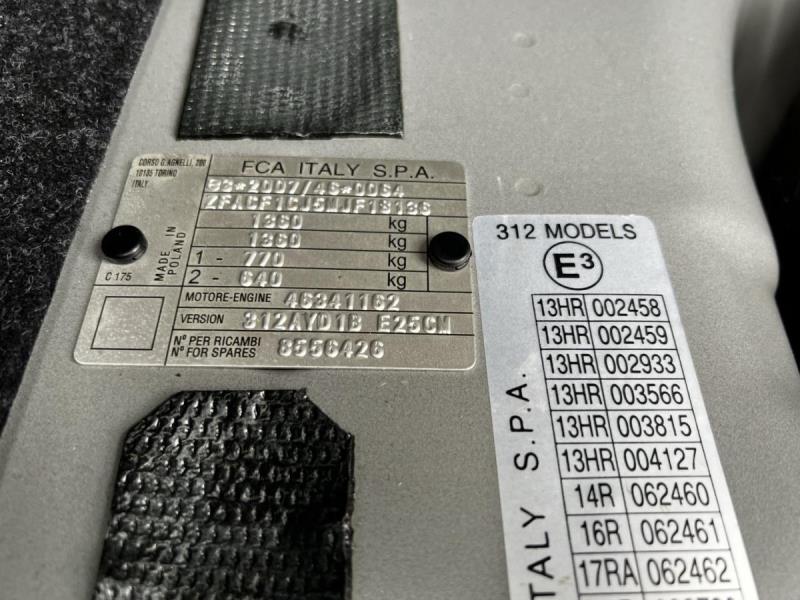 CORSO G. AGNELLI, 200
10135 TORINO
ITALY
FCA ITALY S.P.A.
E3*2007/46*0064
1360 kg
1360 kg
1 - 770 kg
2 - 640 kg
MADE IN
POLAND
C 175
MOTORE-ENGINE 46341162
VERSION 312AYD1B E25CM
N° PER RICAMBI
N° FOR SPARES 8556426
312 MODELS
E3
13HR 002458
13HR 002459
13HR 002933
13HR 003566
13HR 003815
13HR 004127
14R 062460
16R 062461
17RA 062462
ITALY S.P.A.